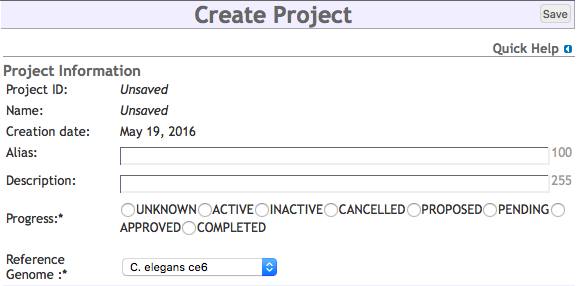 Create Project
Save
Quick Help
Project Information
Project ID: Unsaved
Name: Unsaved
Creation date: May 19, 2016
Alias: 100
Description: 255
Progress:* UNKNOWN ACTIVE INACTIVE CANCELLED PROPOSED PENDING
APPROVED COMPLETED
Reference
Genome :* C. elegans ce6